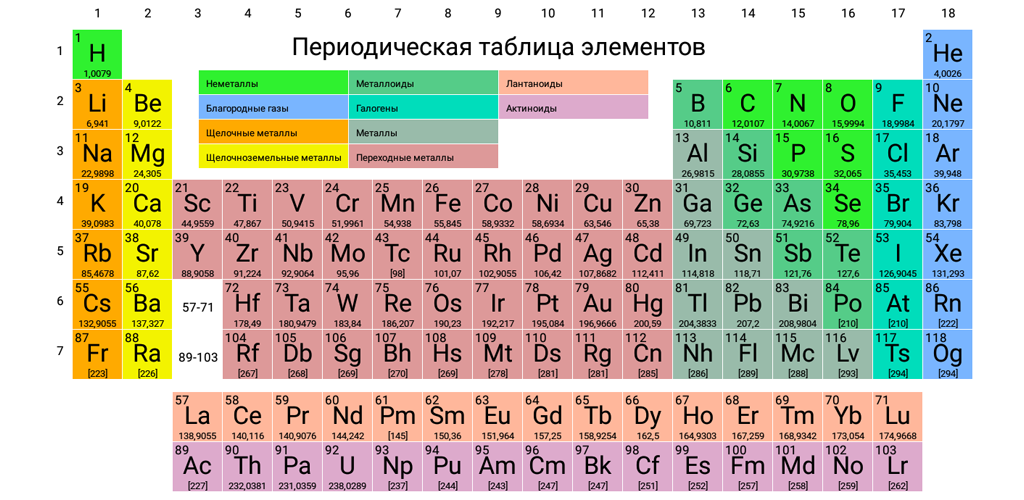 1 2 3 4 5 6 7 8 9 10 11 12 13 14 15 16 17 18
Периодическая таблица элементов
Неметаллы Металлоиды Лантаноиды
Благородные газы Галогены Актиноиды
Щелочные металлы Металлы
Щелочноземельные металлы Переходные металлы
1 1 2
H He
1,0079 4,0026
2 3 4 5 6 7 8 9 10
Li Be B C N O F Ne
6,941 9,0122 10,811 12,0107 14,0067 15,9994 18,9984 20,1797
3 11 12 13 14 15 16 17 18
Na Mg Al Si P S Cl Ar
22,9898 24,305 26,9815 28,0855 30,9738 32,065 35,453 39,948
4 19 20 21 22 23 24 25 26 27 28 29 30 31 32 33 34 35 36
K Ca Sc Ti V Cr Mn Fe Co Ni Cu Zn Ga Ge As Se Br Kr
39,0983 40,078 44,9559 47,867 50,9415 51,9961 54,938 55,845 58,9332 58,6934 63,546 65,38 69,723 72,63 74,9216 78,96 79,904 83,798
5 37 38 39 40 41 42 43 44 45 46 47 48 49 50 51 52 53 54
Rb Sr Y Zr Nb Mo Tc Ru Rh Pd Ag Cd In Sn Sb Te I Xe
85,4678 87,62 88,9058 91,224 92,9064 95,96 [98] 101,07 102,9055 106,42 107,8682 112,411 114,818 118,71 121,76 127,6 126,9045 131,293
6 55 56 57-71 72 73 74 75 76 77 78 79 80 81 82 83 84 85 86
Cs Ba Hf Ta W Re Os Ir Pt Au Hg Tl Pb Bi Po At Rn
132,9055 137,327 178,49 180,9479 183,84 186,207 190,23 192,217 195,084 196,9666 200,59 204,3833 207,2 208,9804 [210] [210] [222]
7 87 88 89-103 104 105 106 107 108 109 110 111 112 113 114 115 116 117 118
Fr Ra Rf Db Sg Bh Hs Mt Ds Rg Cn Nh Fl Mc Lv Ts Og
[223] [226] [267] [268] [269] [270] [269] [278] [281] [281] [285] [286] [289] [288] [293] [294] [294]
57 58 59 60 61 62 63 64 65 66 67 68 69 70 71
La Ce Pr Nd Pm Sm Eu Gd Tb Dy Ho Er Tm Yb Lu
138,9055 140,116 140,9076 144,242 [145] 150,36 151,964 157,25 158,9254 162,5 164,9303 167,259 168,9342 173,054 174,9668
89 90 91 92 93 94 95 96 97 98 99 100 101 102 103
Ac Th Pa U Np Pu Am Cm Bk Cf Es Fm Md No Lr
[227] 232,0381 231,0359 238,0289 [237] [244] [243] [247] [247] [251] [252] [257] [258] [259] [262]